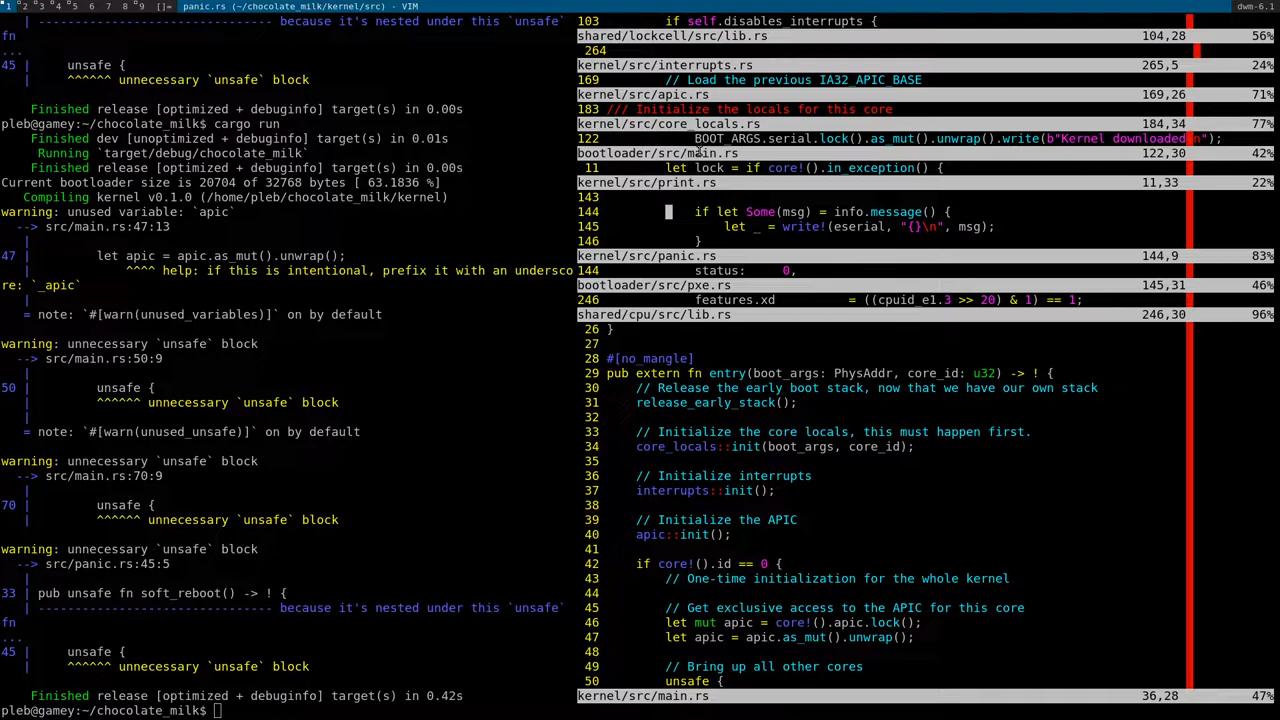 1 2 3 4 5 6 7 8 9 []= panic.rs (~/chocolate_milk/kernel/src) - VIM dwm-6.1
| ------------------------------- because it's nested under this `unsafe`
fn
...
45 | unsafe {
| ^^^^^^ unnecessary `unsafe` block
Finished release [optimized + debuginfo] target(s) in 0.00s
pleb@gamey:~/chocolate_milk$ cargo run
Finished dev [unoptimized + debuginfo] target(s) in 0.01s
Running `target/debug/chocolate_milk`
Finished release [optimized + debuginfo] target(s) in 0.00s
Current bootloader size is 20704 of 32768 bytes [ 63.1836 %]
Compiling kernel v0.1.0 (/home/pleb/chocolate_milk/kernel)
warning: unused variable: `apic`
--> src/main.rs:47:13
|
47 | let apic = apic.as_mut().unwrap();
| ^^^^ help: if this is intentional, prefix it with an undersco
re: `_apic`
|
= note: `#[warn(unused_variables)]` on by default
warning: unnecessary `unsafe` block
--> src/main.rs:50:9
|
50 | unsafe {
| ^^^^^^ unnecessary `unsafe` block
|
= note: `#[warn(unused_unsafe)]` on by default
warning: unnecessary `unsafe` block
--> src/main.rs:70:9
|
70 | unsafe {
| ^^^^^^ unnecessary `unsafe` block
warning: unnecessary `unsafe` block
--> src/panic.rs:45:5
|
33 | pub unsafe fn soft_reboot() -> ! {
| ------------------------------- because it's nested under this `unsafe`
fn
...
45 | unsafe {
| ^^^^^^ unnecessary `unsafe` block
Finished release [optimized + debuginfo] target(s) in 0.42s
pleb@gamey:~/chocolate_milk$
103 if self.disables_interrupts {
shared/lockcell/src/lib.rs 104,28 56%
264
kernel/src/interrupts.rs 265,5 24%
169 // Load the previous IA32_APIC_BASE
kernel/src/apic.rs 169,26 71%
183 /// Initialize the locals for this core
kernel/src/core_locals.rs 184,34 77%
122 BOOT_ARGS.serial.lock().as_mut().unwrap().write(b"Kernel downloaded\n");
bootloader/src/main.rs 122,30 42%
11 let lock = if core!().in_exception() {
kernel/src/print.rs 11,33 22%
143
144 if let Some(msg) = info.message() {
145 let _ = write!(eserial, "{}\n", msg);
146 }
kernel/src/panic.rs 144,9 83%
144 status: 0,
bootloader/src/pxe.rs 145,31 46%
246 features.xd = ((cpuid_e1.3 >> 20) & 1) == 1;
shared/cpu/src/lib.rs 246,30 96%
26 }
27
28 #[no_mangle]
29 pub extern fn entry(boot_args: PhysAddr, core_id: u32) -> ! {
30 // Release the early boot stack, now that we have our own stack
31 release_early_stack();
32
33 // Initialize the core locals, this must happen first.
34 core_locals::init(boot_args, core_id);
35
36 // Initialize interrupts
37 interrupts::init();
38
39 // Initialize the APIC
40 apic::init();
41
42 if core!().id == 0 {
43 // One-time initialization for the whole kernel
44
45 // Get exclusive access to the APIC for this core
46 let mut apic = core!().apic.lock();
47 let apic = apic.as_mut().unwrap();
48
49 // Bring up all other cores
50 unsafe {
kernel/src/main.rs 36,28 47%